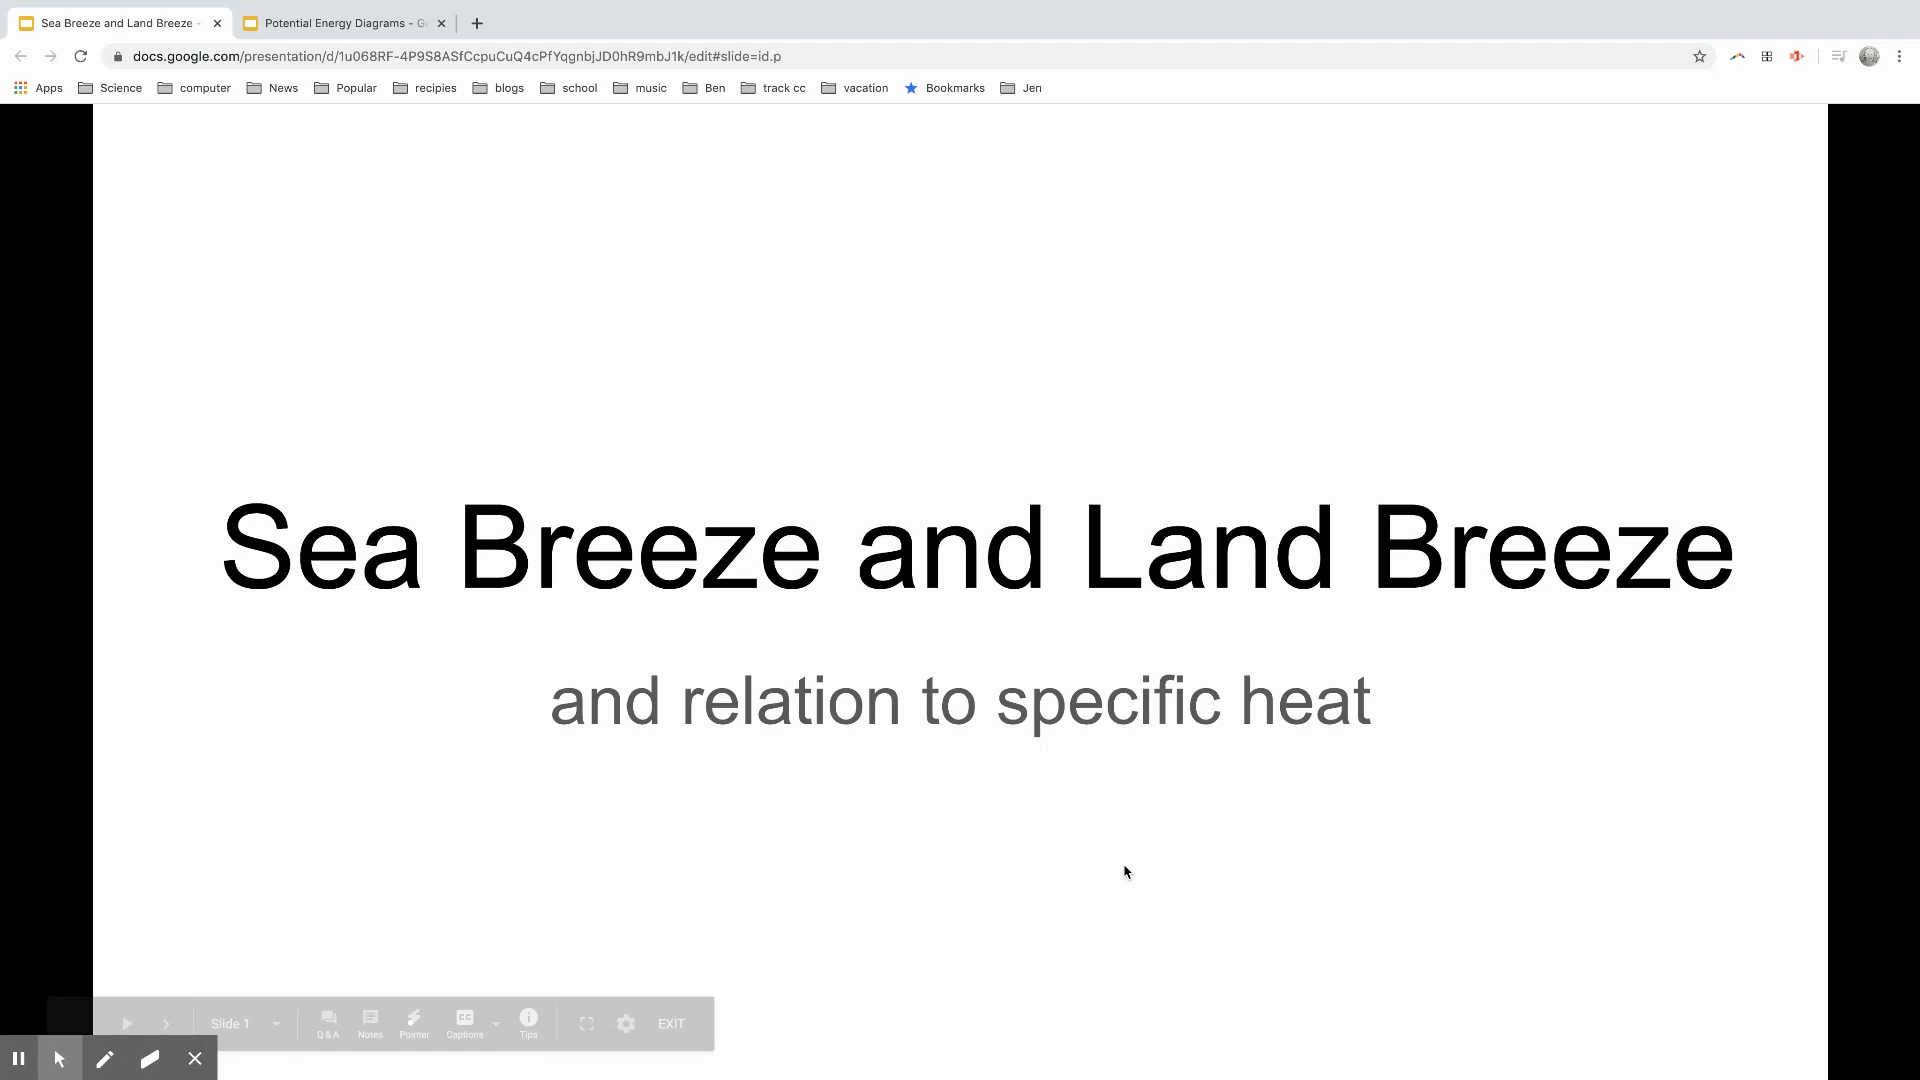 Sea Breeze and Land Breeze -
Potential Energy Diagrams - G
docs.google.com/presentation/d/1u068RF-4P9S8ASfCcpuCuQ4cPfYqgnbjJD0hR9mbJ1k/edit#slide=id.p
Apps Science computer News Popular recipies blogs school music Ben track cc vacation Bookmarks Jen
Sea Breeze and Land Breeze
and relation to specific heat
Slide 1 Q & A Notes Pointer Captions Tips EXIT